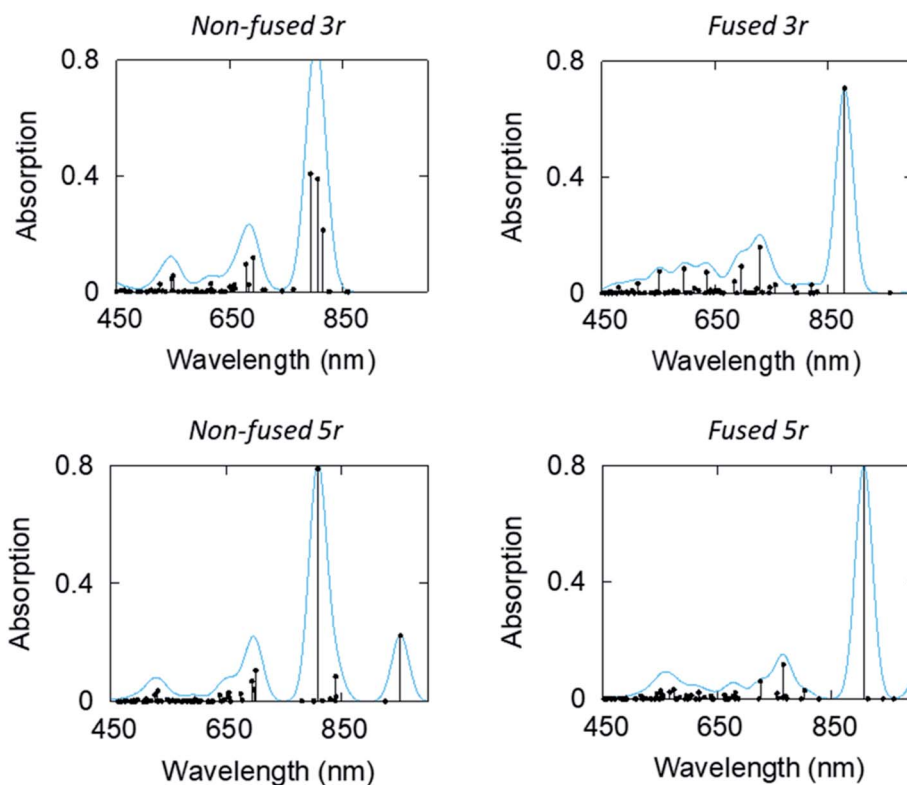 Non-fused 3r
0.8
0.4
0
Absorption
450
650
850
Wavelength (nm)
Fused 3r
0.8
0.4
0
Absorption
450
650
850
Wavelength (nm)
Non-fused 5r
0.8
0.4
0
Absorption
450
650
850
Wavelength (nm)
Fused 5r
0.8
0.4
0
Absorption
450
650
850
Wavelength (nm)